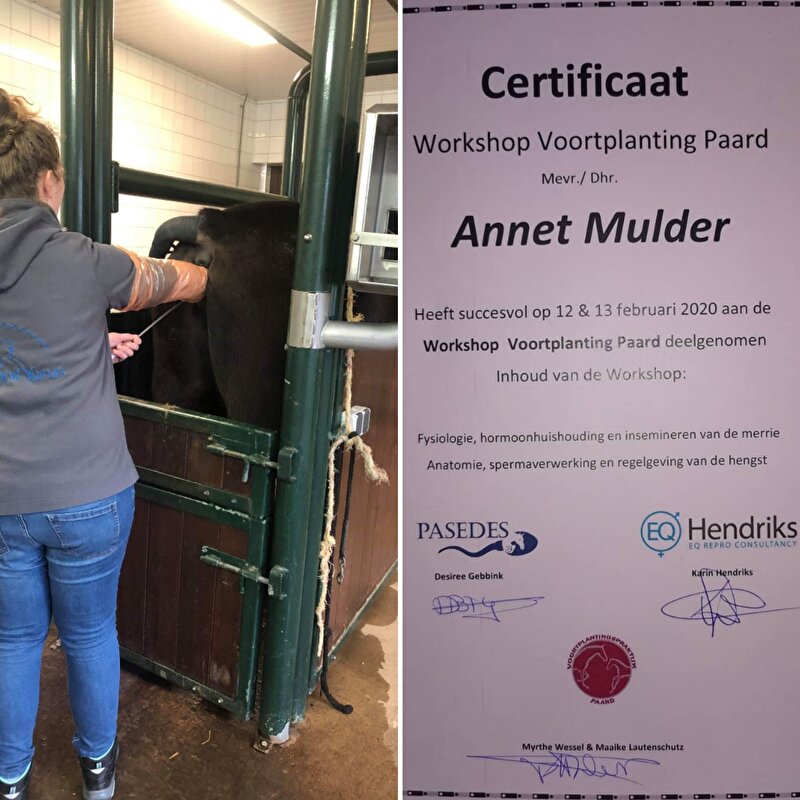 Certificaat
Workshop Voortplanting Paard
Mevr./ Dhr.
Annet Mulder
Heeft succesvol op 12 & 13 februari 2020 aan de
Workshop Voortplanting Paard deelgenomen
Inhoud van de Workshop:
Fysiologie, hormoonhuishouding en insemineren van de merrie
Anatomie, spermaverwerking en regelgeving van de hengst
PASEDES
Desiree Gebbink
EQ Hendriks
EQ REPRO CONSULTANCY
Karin Hendriks
VOORTPLANTINGSPRAKTIJK
PAARD
Myrthe Wessel & Maaike Lautenschutz